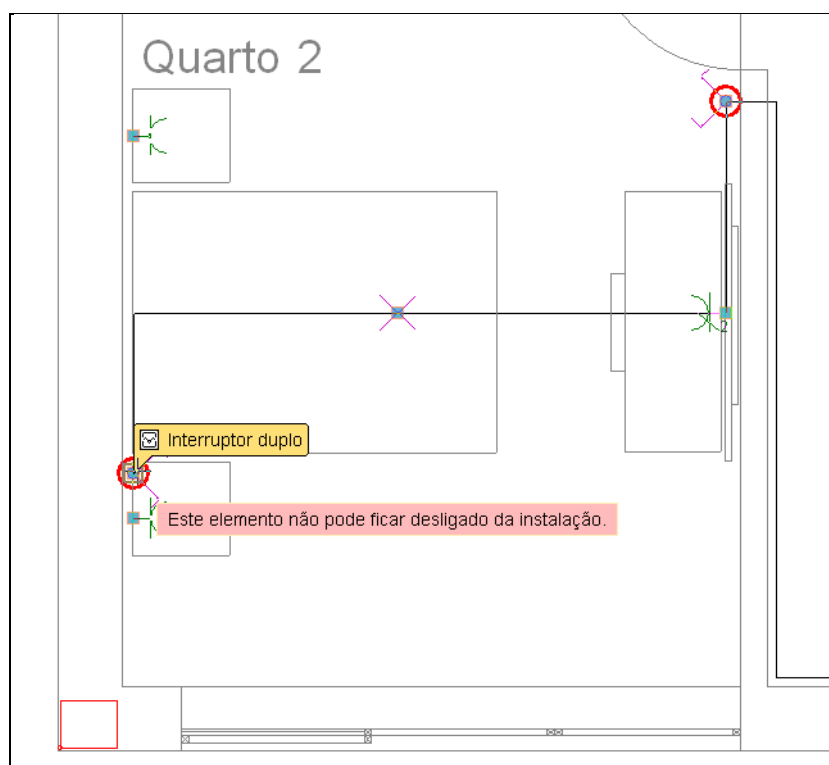 Quarto 2
2
Interruptor duplo
Este elemento não pode ficar desligado da instalação.